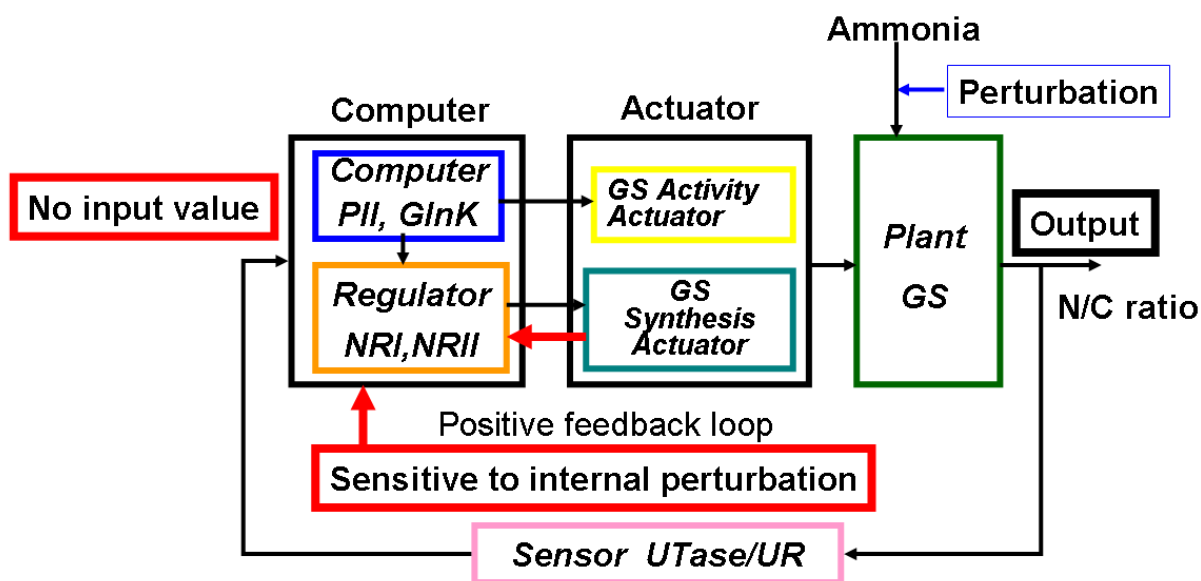 Ammonia
Perturbation
Computer
Actuator
No input value
Computer
PII, GlnK
GS Activity
Actuator
Plant
GS
Output
N/C ratio
Regulator
NRI,NRII
GS
Synthesis
Actuator
Positive feedback loop
Sensitive to internal perturbation
Sensor UTase/UR